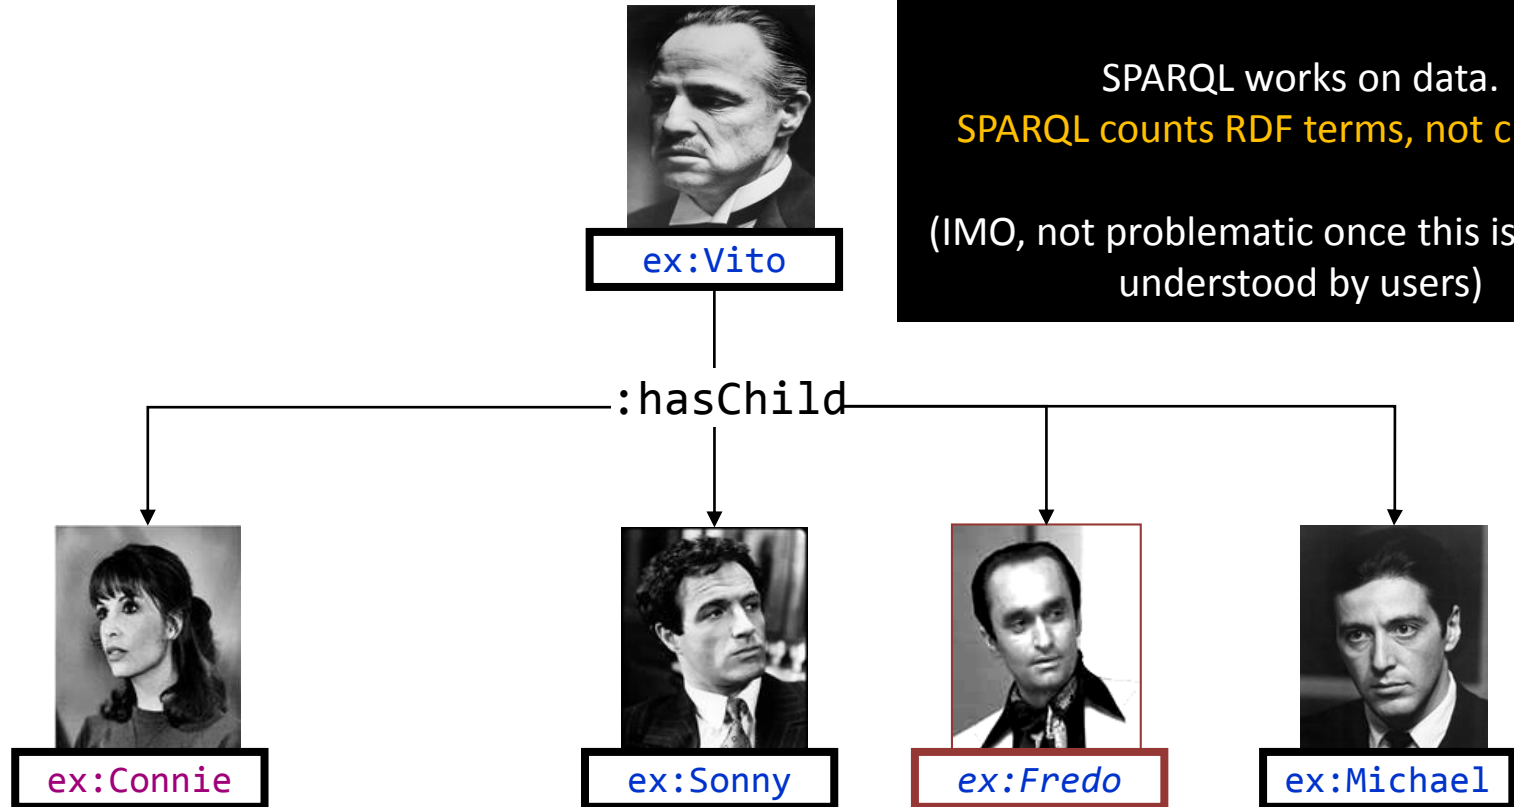 SPARQL works on data.
SPARQL counts RDF terms, not c
(IMO, not problematic once this is
understood by users)
ex:Vito
:hasChild
ex:Connie
ex:Sonny
ex:Fredo
ex:Michael